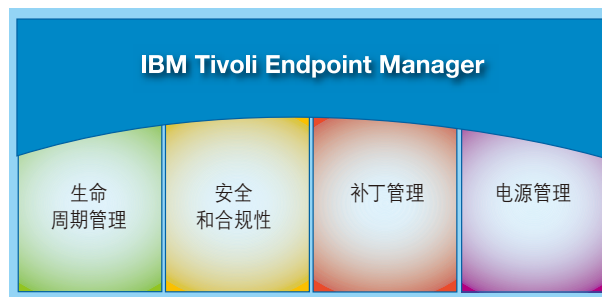 IBM Tivoli Endpoint Manager
生命
周期管理
安全
和合规性
补丁管理
电源管理